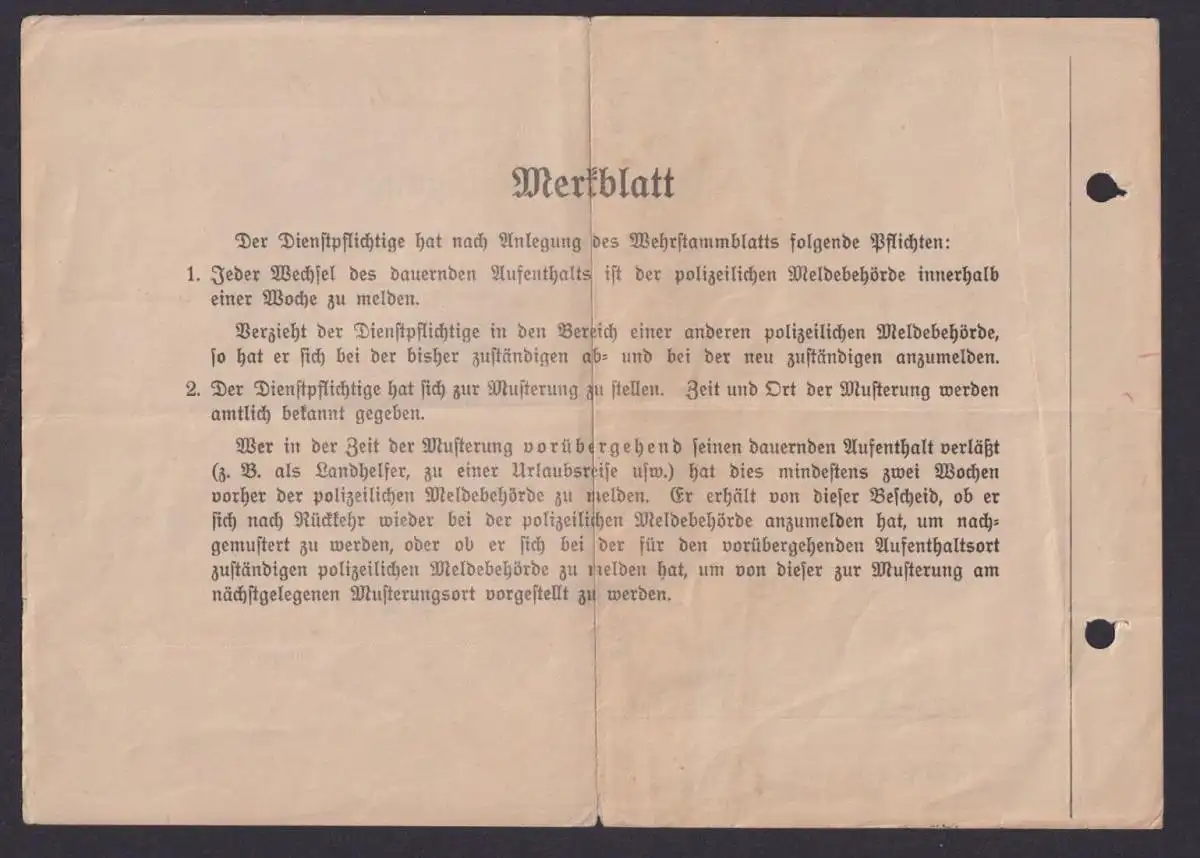 Merkblatt
Der Dienstpflichtige hat nach Anlegung des Wehrstammblatts folgende Pflichten:
1. Jeder Wechsel des dauernden Aufenthalts ist der polizeilichen Meldebehörde innerhalb
einer Woche zu melden.
Verzieht der Dienstpflichtige in den Bereich einer anderen polizeilichen Meldebehörde,
so hat er sich bei der bisher zuständigen ab- und bei der neu zuständigen anzumelden.
2. Der Dienstpflichtige hat sich zur Musterung zu stellen. Zeit und Ort der Musterung werden
amtlich bekannt gegeben.
Wer in der Zeit der Musterung vorübergehend seinen dauernden Aufenthalt verläßt
(z. B. als Landhelfer, zu einer Urlaubsreise usw.) hat dies mindestens zwei Wochen
vorher der polizeilichen Meldebehörde zu melden. Er erhält von dieser Bescheid, ob er
sich nach Rückkehr wieder bei der polizeilichen Meldebehörde anzumelden hat, um nach-
gemustert zu werden, oder ob er sich bei der für den vorübergehenden Aufenthaltsort
zuständigen polizeilichen Meldebehörde zu melden hat, um von dieser zur Musterung am
nächstgelegenen Musterungsort vorgestellt zu werden.